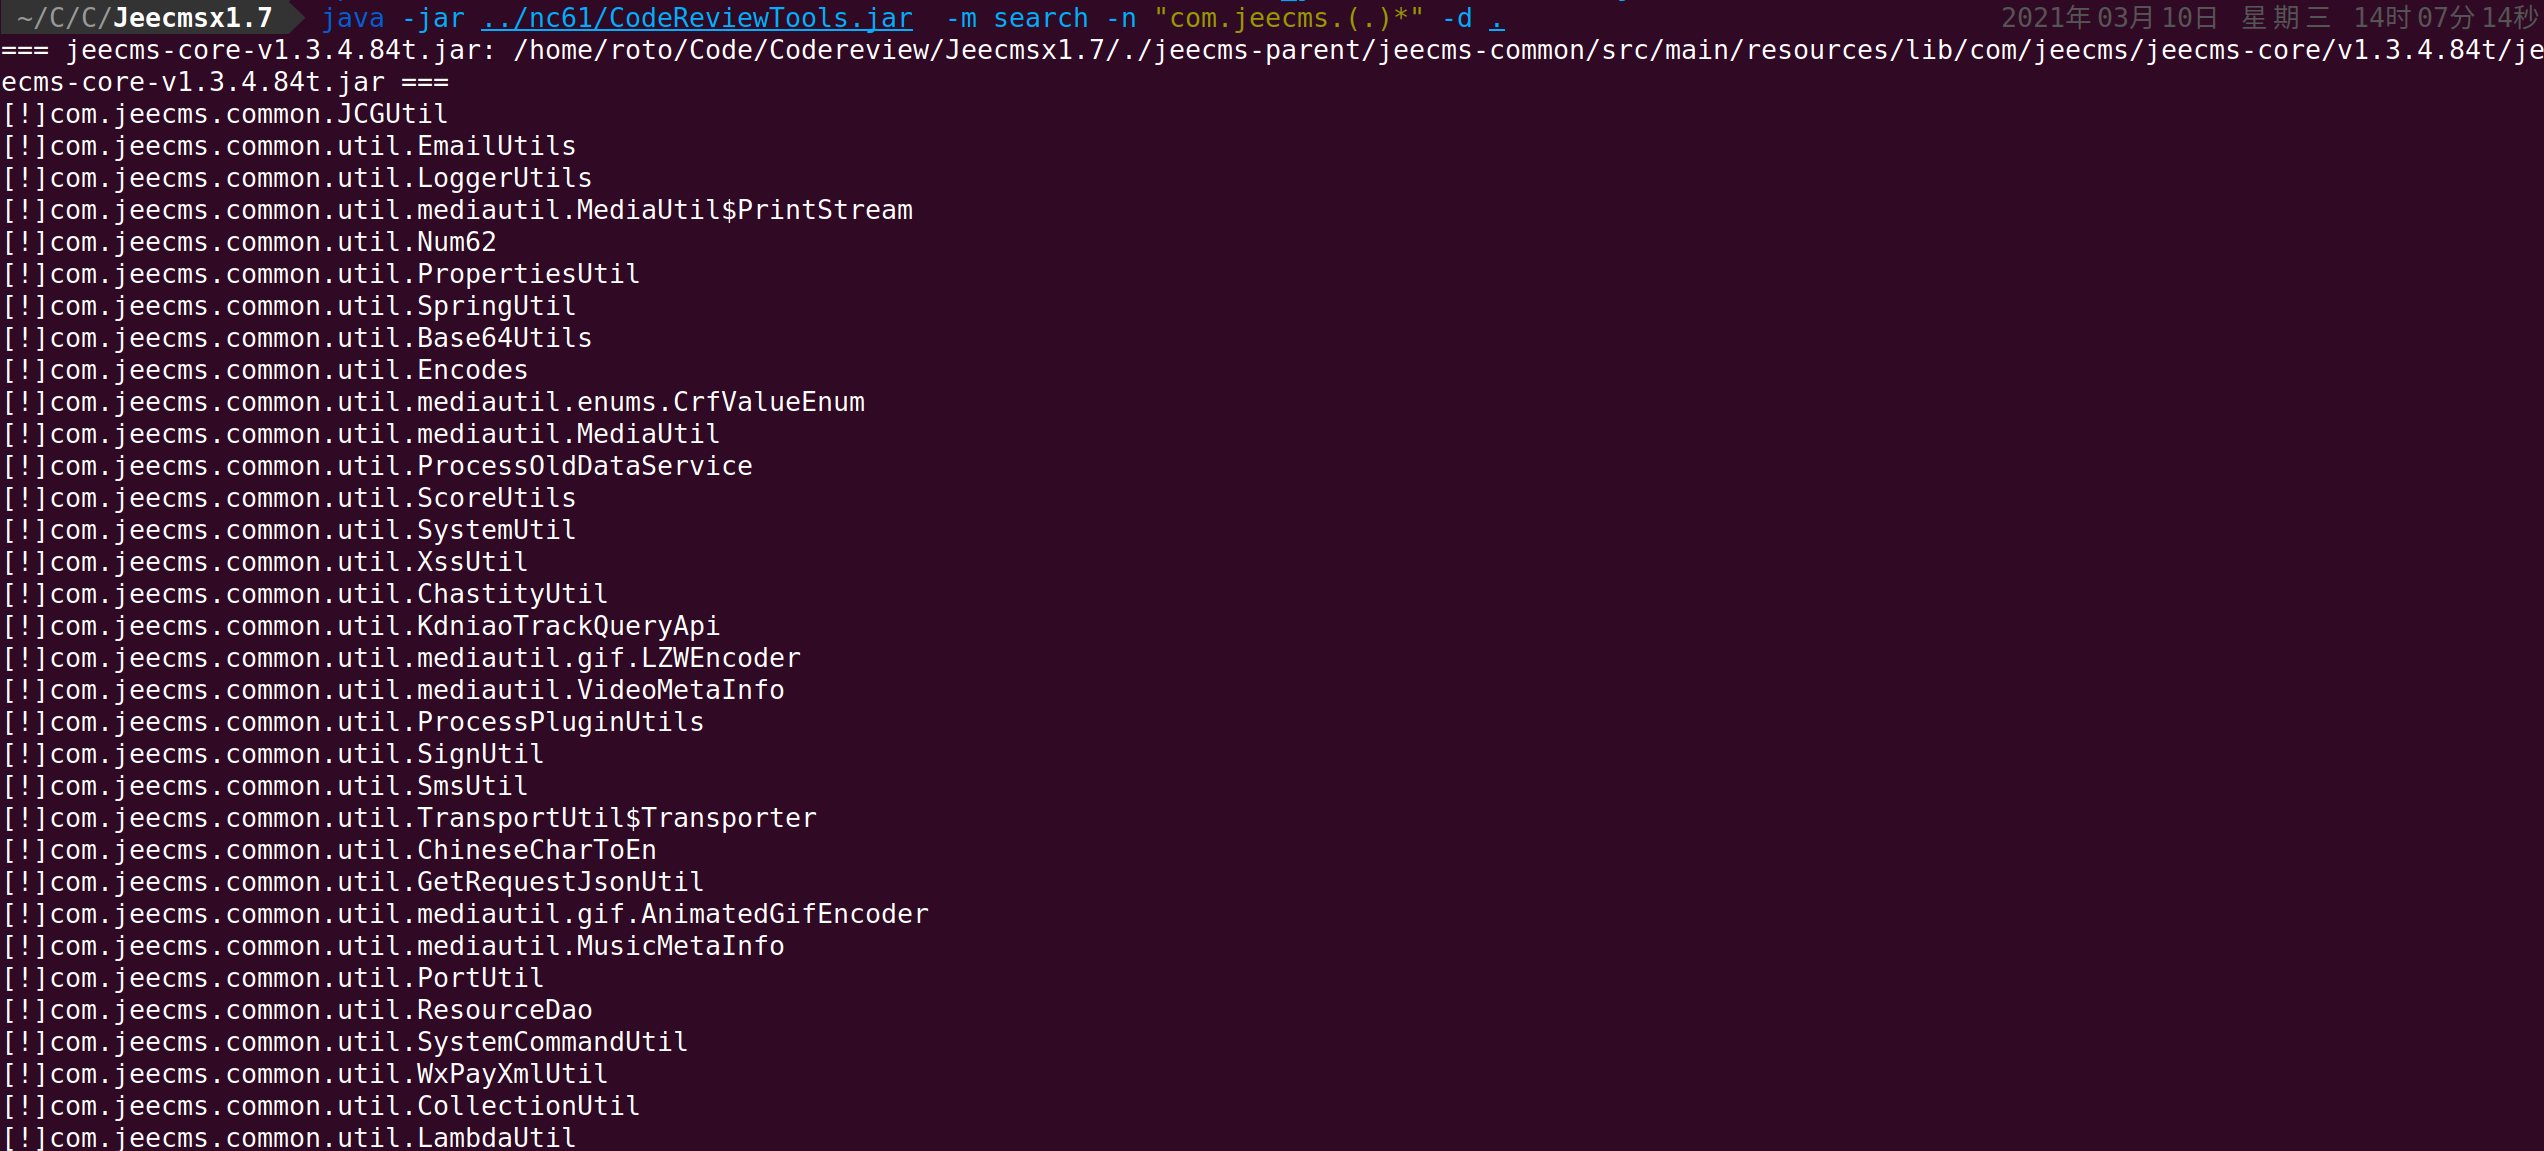 ~/C/C/Jeecmsx1.7 java -jar ../nc61/CodeReviewTools.jar  -m search -n "com.jeecms.(.)*" -d . 2021年03月10日 星期三 14时07分14秒
=== jeecms-core-v1.3.4.84t.jar: /home/roto/Code/Codereview/Jeecmsx1.7/./jeecms-parent/jeecms-common/src/main/resources/lib/com/jeecms/jeecms-core/v1.3.4.84t/je
ecms-core-v1.3.4.84t.jar ===
[!]com.jeecms.common.JCGUtil
[!]com.jeecms.common.util.EmailUtils
[!]com.jeecms.common.util.LoggerUtils
[!]com.jeecms.common.util.mediautil.MediaUtil$PrintStream
[!]com.jeecms.common.util.Num62
[!]com.jeecms.common.util.PropertiesUtil
[!]com.jeecms.common.util.SpringUtil
[!]com.jeecms.common.util.Base64Utils
[!]com.jeecms.common.util.Encodes
[!]com.jeecms.common.util.mediautil.enums.CrfValueEnum
[!]com.jeecms.common.util.mediautil.MediaUtil
[!]com.jeecms.common.util.ProcessOldDataService
[!]com.jeecms.common.util.ScoreUtils
[!]com.jeecms.common.util.SystemUtil
[!]com.jeecms.common.util.XssUtil
[!]com.jeecms.common.util.ChastityUtil
[!]com.jeecms.common.util.KdniaoTrackQueryApi
[!]com.jeecms.common.util.mediautil.gif.LZWEncoder
[!]com.jeecms.common.util.mediautil.VideoMetaInfo
[!]com.jeecms.common.util.ProcessPluginUtils
[!]com.jeecms.common.util.SignUtil
[!]com.jeecms.common.util.SmsUtil
[!]com.jeecms.common.util.TransportUtil$Transporter
[!]com.jeecms.common.util.ChineseCharToEn
[!]com.jeecms.common.util.GetRequestJsonUtil
[!]com.jeecms.common.util.mediautil.gif.AnimatedGifEncoder
[!]com.jeecms.common.util.mediautil.MusicMetaInfo
[!]com.jeecms.common.util.PortUtil
[!]com.jeecms.common.util.ResourceDao
[!]com.jeecms.common.util.SystemCommandUtil
[!]com.jeecms.common.util.WxPayXmlUtil
[!]com.jeecms.common.util.CollectionUtil
[!]com.jeecms.common.util.LambdaUtil